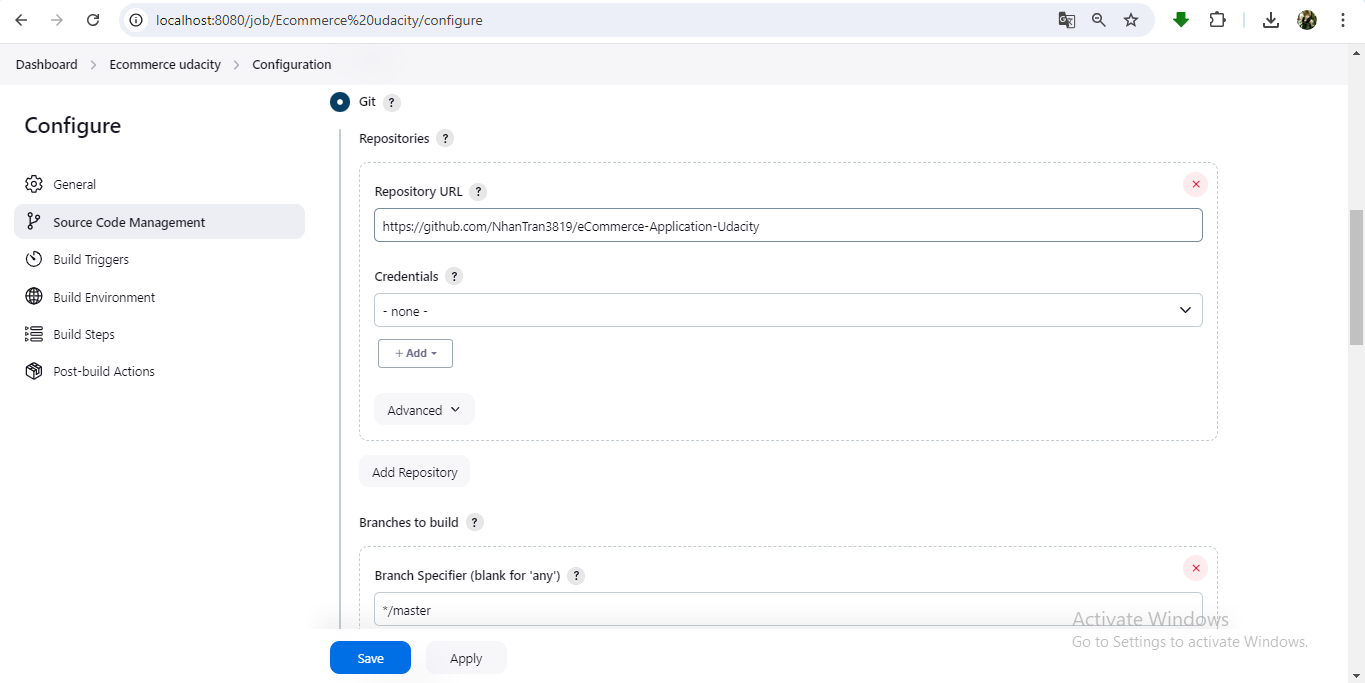 localhost:8080/job/Ecommerce%20udacity/configure
Dashboard > Ecommerce udacity > Configuration
Configure
General
Source Code Management
Build Triggers
Build Environment
Build Steps
Post-build Actions
Git ?
Repositories ?
Repository URL ?
https://github.com/NhanTran3819/eCommerce-Application-Udacity
Credentials ?
- none -
+ Add
Advanced
Add Repository
Branches to build ?
Branch Specifier (blank for 'any') ?
*/master
Save Apply
Activate Windows
Go to Settings to activate Windows.